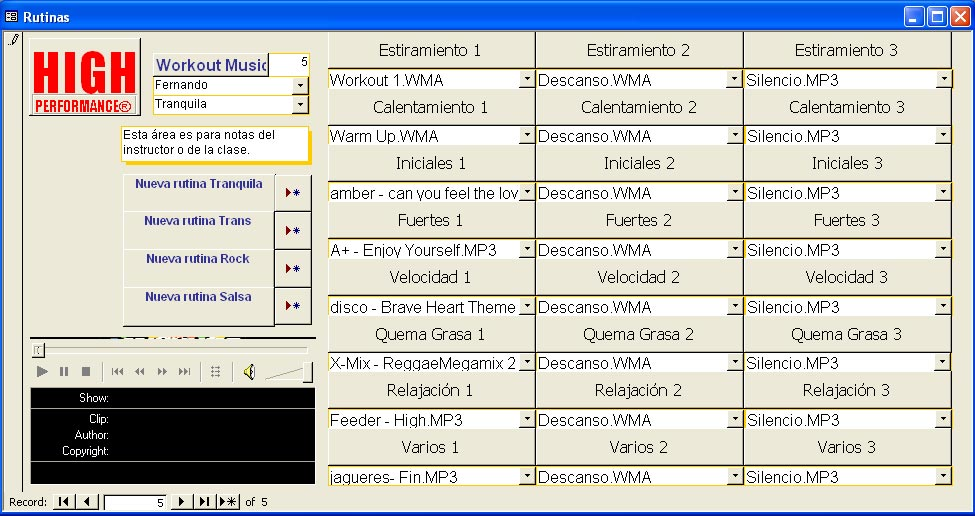 Rutinas
HIGH
PERFORMANCE®
Workout Music 5
Fernando
Tranquila
Esta área es para notas del
instructor o de la clase.
Nueva rutina Tranquila
Nueva rutina Trans
Nueva rutina Rock
Nueva rutina Salsa
Show:
Clip:
Author:
Copyright:
Estiramiento 1 Estiramiento 2 Estiramiento 3
Workout 1.WMA Descanso.WMA Silencio.MP3
Calentamiento 1 Calentamiento 2 Calentamiento 3
Warm Up.WMA Descanso.WMA Silencio.MP3
Iniciales 1 Iniciales 2 Iniciales 3
amber - can you feel the lov Descanso.WMA Silencio.MP3
Fuertes 1 Fuertes 2 Fuertes 3
A+ - Enjoy Yourself.MP3 Descanso.WMA Silencio.MP3
Velocidad 1 Velocidad 2 Velocidad 3
disco - Brave Heart Theme Descanso.WMA Silencio.MP3
Quema Grasa 1 Quema Grasa 2 Quema Grasa 3
X-Mix - ReggaeMegamix 2 Descanso.WMA Silencio.MP3
Relajación 1 Relajación 2 Relajación 3
Feeder - High.MP3 Descanso.WMA Silencio.MP3
Varios 1 Varios 2 Varios 3
jagueres- Fin.MP3 Descanso.WMA Silencio.MP3
Record: 5 of 5